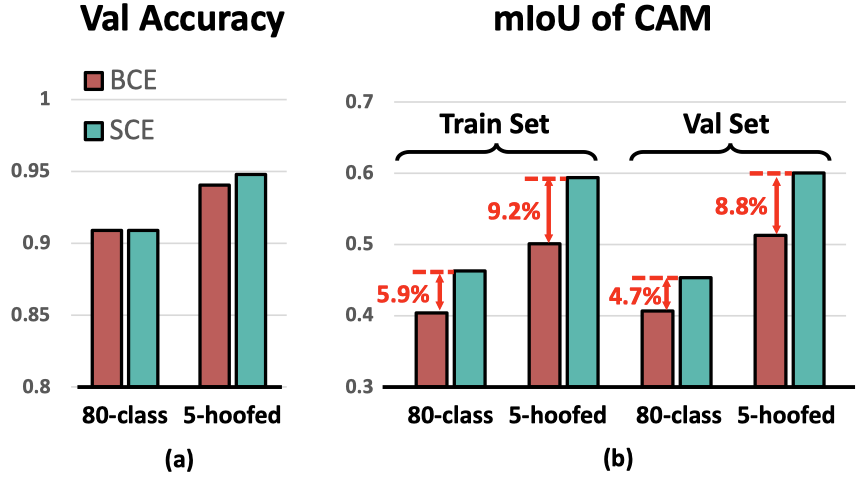 Val Accuracy
BCE
SCE
1
0.95
0.9
0.85
0.8
80-class 5-hoofed
(a)
mIoU of CAM
0.7
0.6
0.5
0.4
0.3
Train Set Val Set
5.9%
9.2%
4.7%
8.8%
80-class 5-hoofed 80-class 5-hoofed
(b)